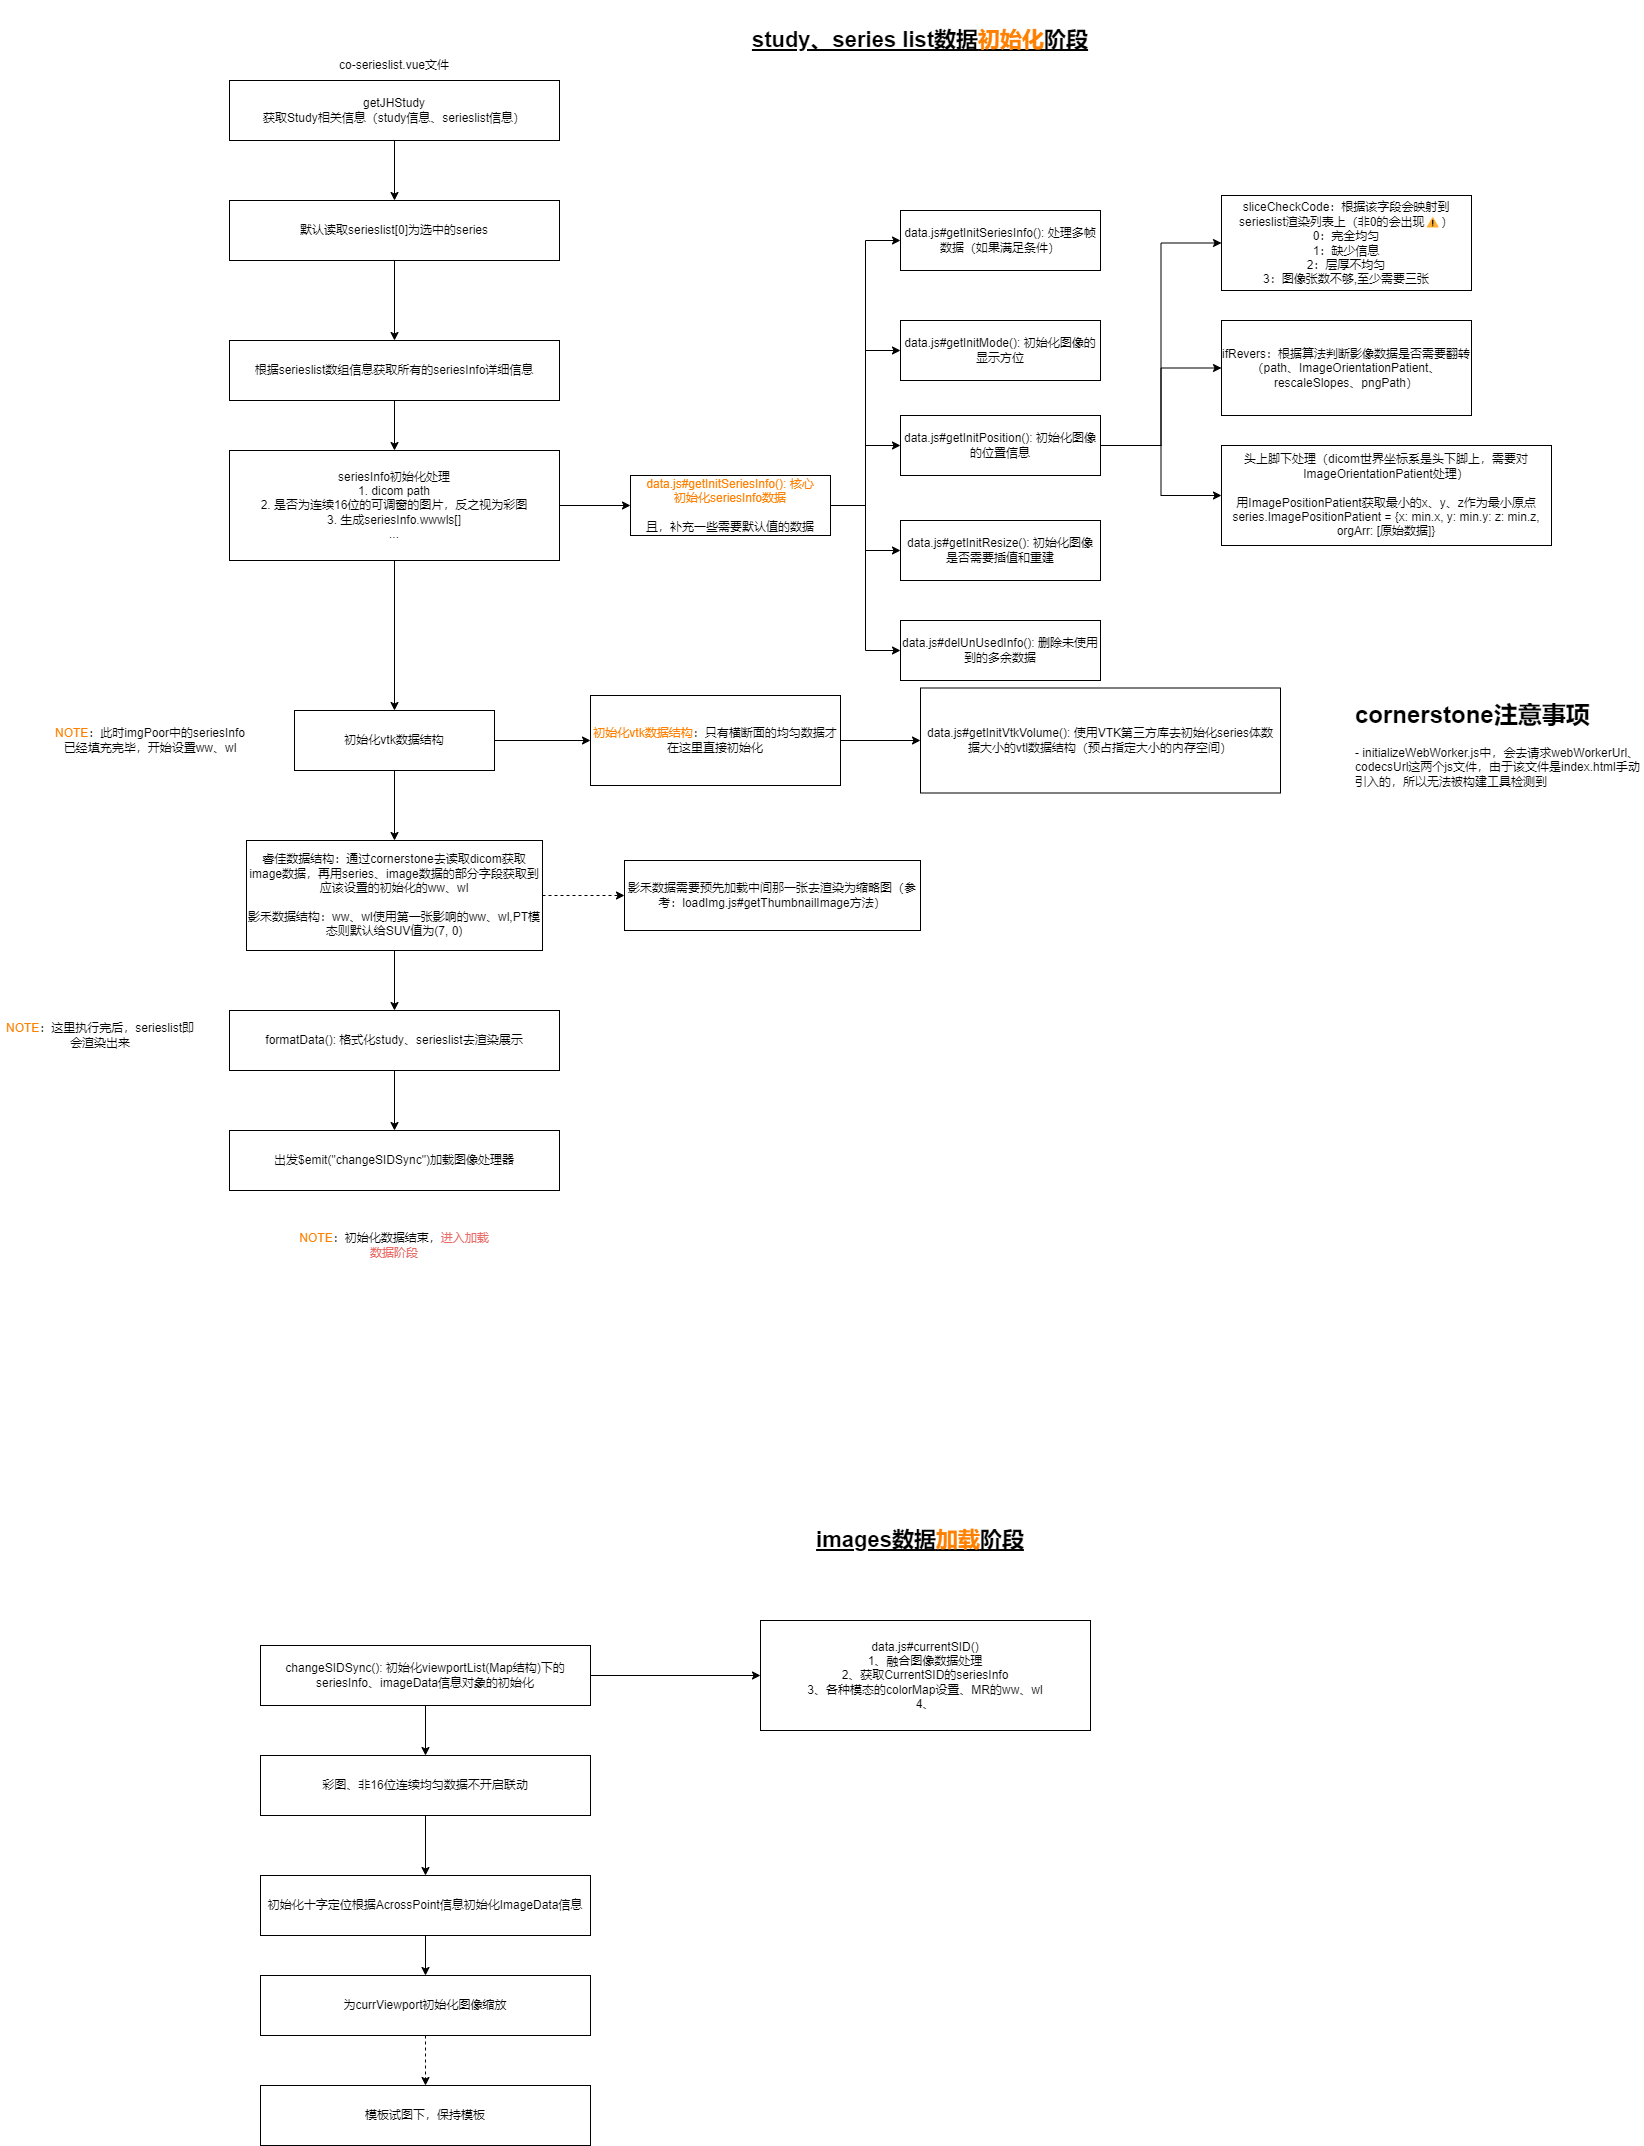 study、series list数据初始化阶段
co-serieslist.vue文件
getJHStudy
获取Study相关信息（study信息、serieslist信息）
默认读取serieslist[0]为选中的series
根据serieslist数组信息获取所有的seriesInfo详细信息
seriesInfo初始化处理
1. dicom path
2. 是否为连续16位的可调窗的图片，反之视为彩图
3. 生成seriesInfo.wwwls[]
...
data.js#getInitSeriesInfo(): 核心
初始化seriesInfo数据
且，补充一些需要默认值的数据
data.js#getInitSeriesInfo(): 处理多帧
数据（如果满足条件）
data.js#getInitMode(): 初始化图像的
显示方位
data.js#getInitPosition(): 初始化图像
的位置信息
data.js#getInitResize(): 初始化图像
是否需要插值和重建
data.js#delUnUsedInfo(): 删除未使用
到的多余数据
sliceCheckCode：根据该字段会映射到
serieslist渲染列表上（非0的会出现⚠️）
0：完全均匀
1：缺少信息
2：层厚不均匀
3：图像张数不够,至少需要三张
ifRevers：根据算法判断影像数据是否需要翻转
（path、ImageOrientationPatient、
rescaleSlopes、pngPath）
头上脚下处理（dicom世界坐标系是头下脚上，需要对
ImageOrientationPatient处理）
用ImagePositionPatient获取最小的x、y、z作为最小原点
series.ImagePositionPatient = {x: min.x, y: min.y: z: min.z,
orgArr: [原始数据]}
NOTE：此时imgPoor中的seriesInfo
已经填充完毕，开始设置ww、wl
初始化vtk数据结构
初始化vtk数据结构：只有横断面的均匀数据才
在这里直接初始化
data.js#getInitVtkVolume(): 使用VTK第三方库去初始化series体数
据大小的vtl数据结构（预占指定大小的内存空间）
cornerstone注意事项
- initializeWebWorker.js中，会去请求webWorkerUrl、
codecsUrl这两个js文件，由于该文件是index.html手动
引入的，所以无法被构建工具检测到
睿佳数据结构：通过cornerstone去读取dicom获取
image数据，再用series、image数据的部分字段获取到
应该设置的初始化的ww、wl
影禾数据结构：ww、wl使用第一张影响的ww、wl,PT模
态则默认给SUV值为(7, 0)
影禾数据需要预先加载中间那一张去渲染为缩略图（参
考：loadImg.js#getThumbnailImage方法）
NOTE：这里执行完后，serieslist即
会渲染出来
formatData(): 格式化study、serieslist去渲染展示
出发$emit("changeSIDSync")加载图像处理器
NOTE：初始化数据结束，进入加载
数据阶段
images数据加载阶段
changeSIDSync(): 初始化viewportList(Map结构)下的
seriesInfo、imageData信息对象的初始化
data.js#currentSID()
1、融合图像数据处理
2、获取CurrentSID的seriesInfo
3、各种模态的colorMap设置、MR的ww、wl
4、
彩图、非16位连续均匀数据不开启联动
初始化十字定位根据AcrossPoint信息初始化ImageData信息
为currViewport初始化图像缩放
模板试图下，保持模板